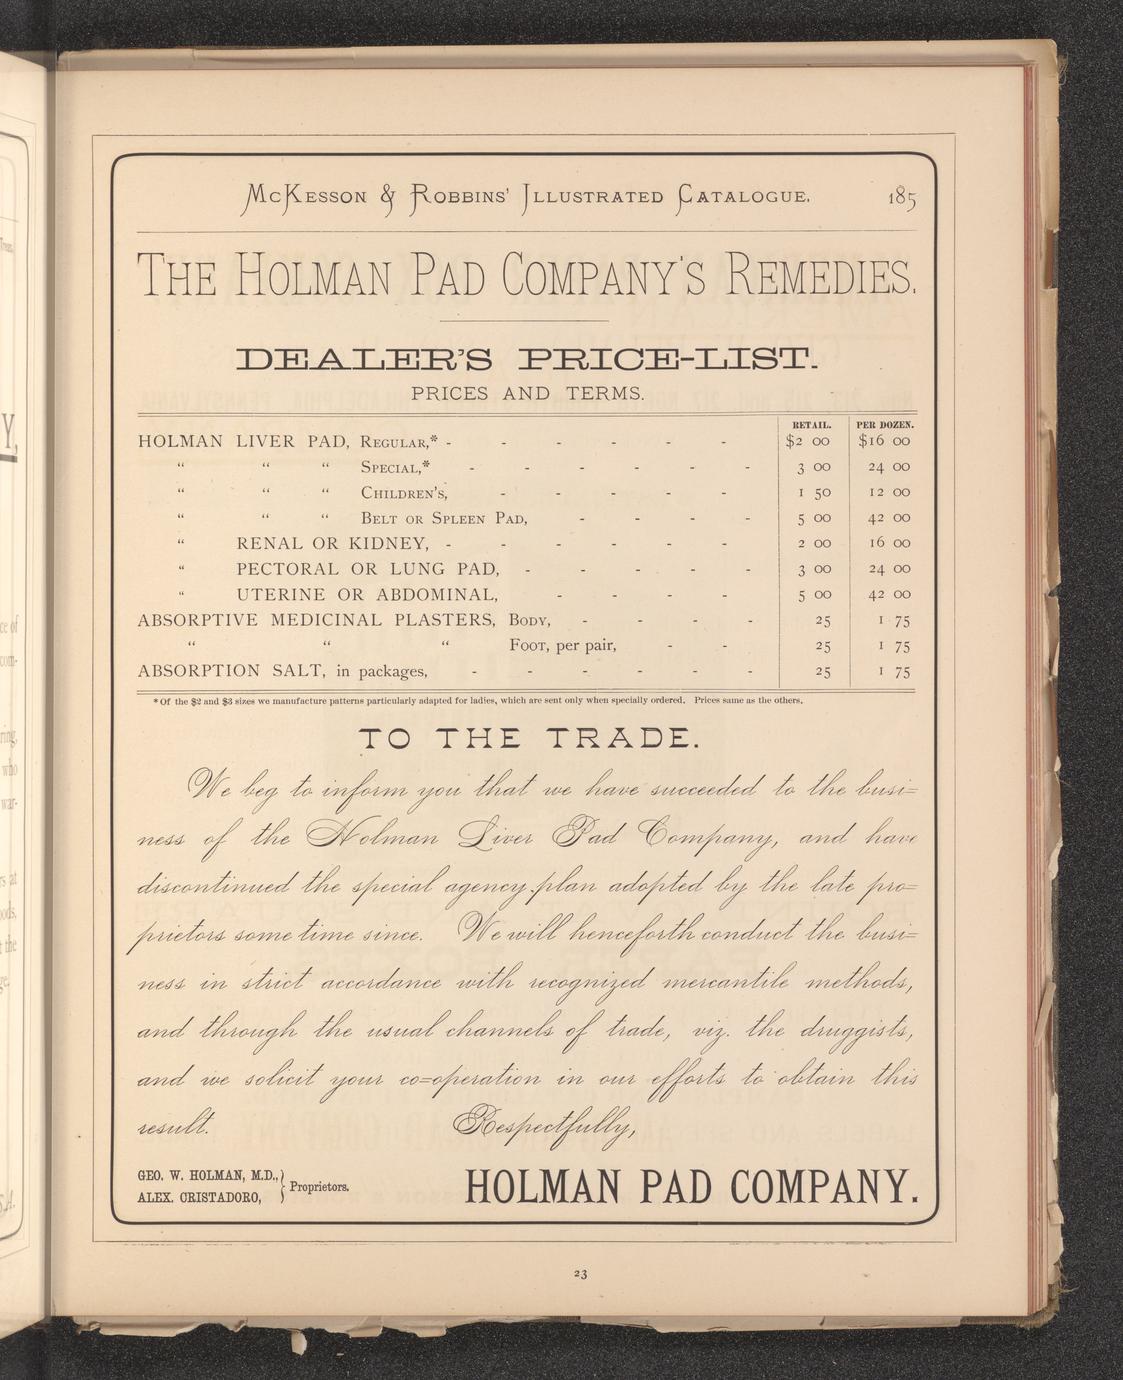 McKesson & Robbins' Illustrated Catalogue. 185
The Holman Pad Company's Remedies.
DEALER'S PRICE-LIST.
PRICES AND TERMS.
RETAIL. PER DOZEN.
HOLMAN LIVER PAD, Regular,* - - - - - - $2 00 $16 00
“ “ “ Special,* - - - - - - 3 00 24 00
“ “ “ Children's, - - - - - 1 50 12 00
“ “ “ Belt or Spleen Pad, - - - - 5 00 42 00
“ RENAL OR KIDNEY, - - - - - - 2 00 16 00
“ PECTORAL OR LUNG PAD, - - - - - 3 00 24 00
“ UTERINE OR ABDOMINAL, - - - - 5 00 42 00
ABSORPTIVE MEDICINAL PLASTERS, Body, - - - - 25 1 75
“ “ “ Foot, per pair, - - 25 1 75
ABSORPTION SALT, in packages, - - - - - - 25 1 75
* Of the $2 and $3 sizes we manufacture patterns particularly adapted for ladies, which are sent only when specially ordered. Prices same as the others.
TO THE TRADE.
We beg to inform you that we have succeeded to the busi=
ness of the Holman Liver Pad Company, and have
discontinued the special agency plan adopted by the late pro=
prietors some time since. We will henceforth conduct the busi=
ness in strict accordance with recognized mercantile methods,
and through the usual channels of trade, viz. the druggists,
and we solicit your co=operation in our efforts to obtain this
result. Respectfully,
GEO. W. HOLMAN, M.D.,
ALEX. CRISTADORO, } Proprietors.
HOLMAN PAD COMPANY.
23